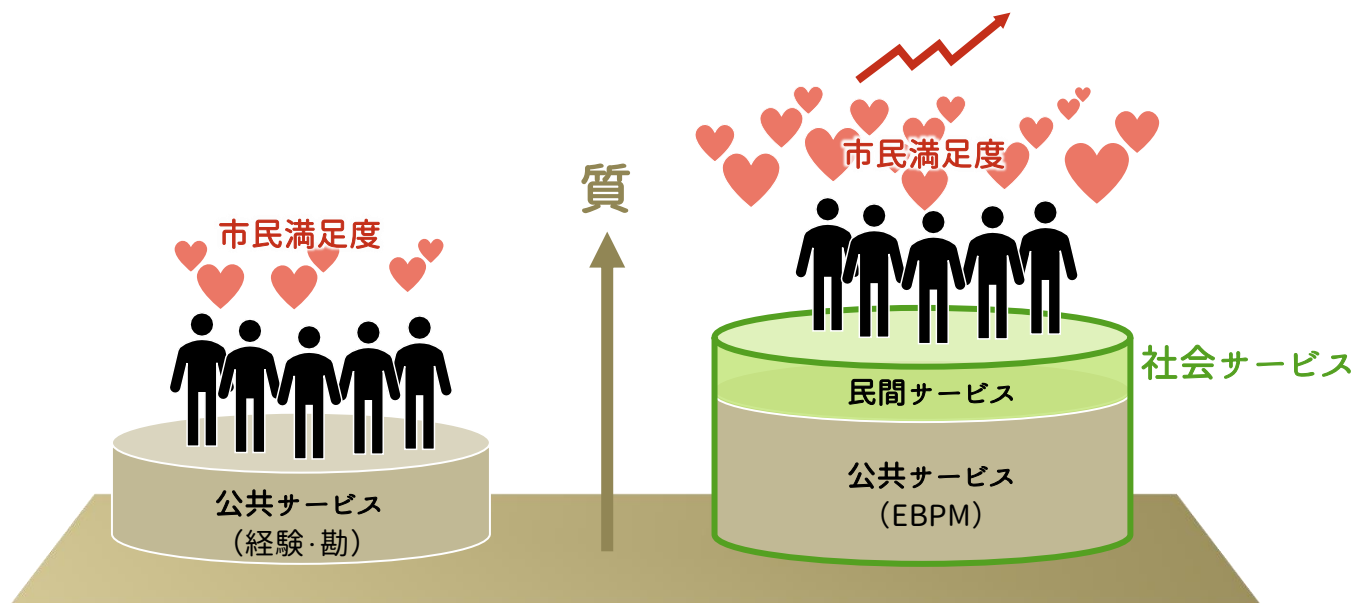 市民満足度
公共サービス
（経験・勘）
質
市民満足度
民間サービス
公共サービス
（EBPM）
社会サービス